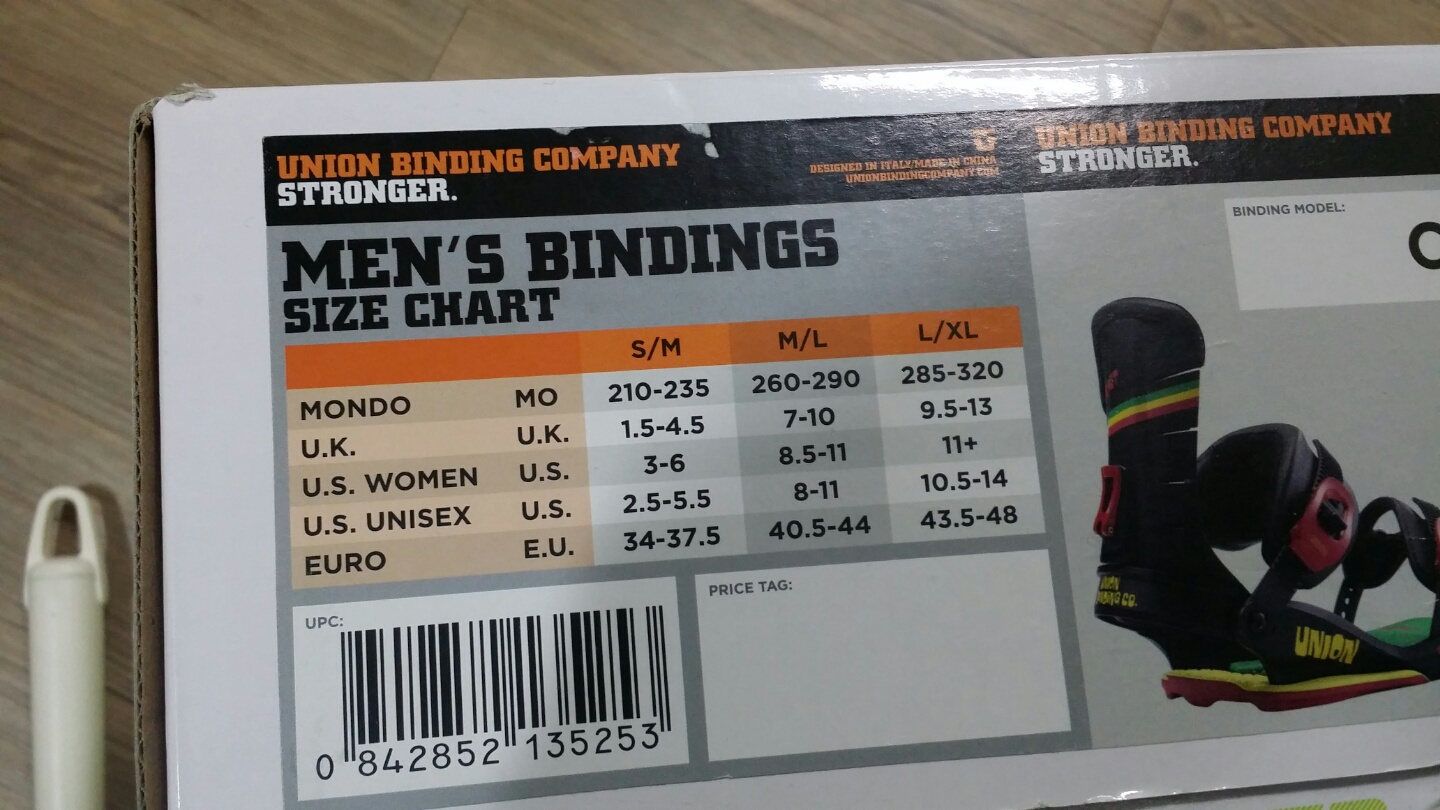 UNION BINDING COMPANY
STRONGER.
DESIGNED IN ITALY/MADE IN CHINA
UNIONBINDINGCOMPANY.COM
MEN'S BINDINGS
SIZE CHART
S/M M/L L/XL
MONDO MO 210-235 260-290 285-320
U.K. U.K. 1.5-4.5 7-10 9.5-13
U.S. WOMEN U.S. 3-6 8.5-11 11+
U.S. UNISEX U.S. 2.5-5.5 8-11 10.5-14
EURO E.U. 34-37.5 40.5-44 43.5-48
UPC:
0 842852 135253
PRICE TAG:
UNION BINDING COMPANY
STRONGER.
BINDING MODEL:
UNION